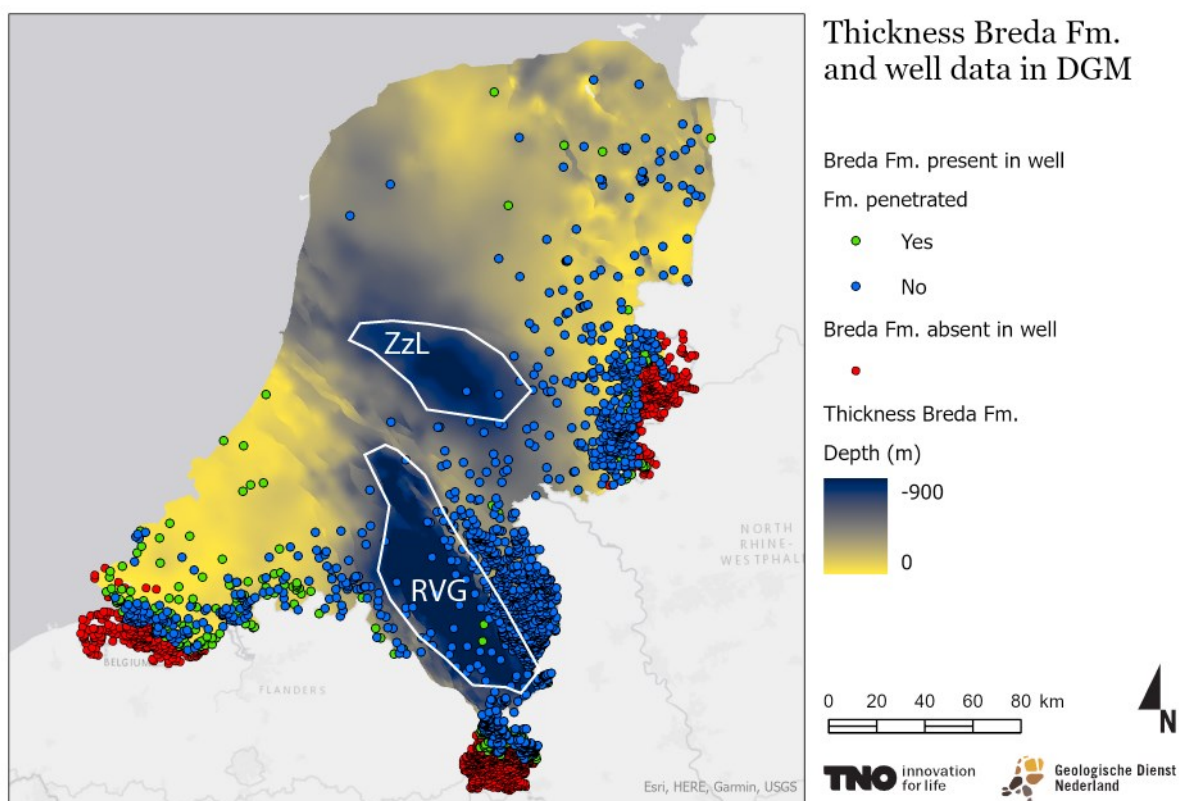 Thickness Breda Fm.
and well data in DGM
Breda Fm. present in well
Fm. penetrated
Yes
No
Breda Fm. absent in well
Thickness Breda Fm.
Depth (m)
-900
0
ZzL
RVG
NORTH
RHINE-
WESTPHAL
BELGIUM
FLANDERS
Esri, HERE, Garmin, USGS
0 20 40 60 80 km
N
TNO innovation
for life
Geologische Dienst
Nederland